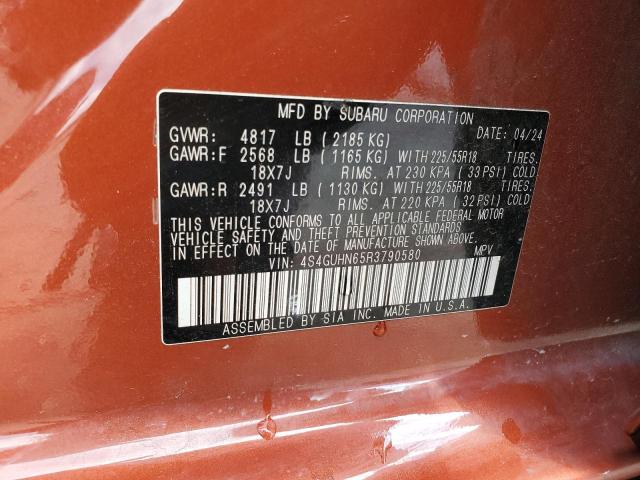 MFD BY SUBARU CORPORATION
GVWR: 4817 LB (2185 KG) DATE: 04/24
GAWR:F 2568 LB (1165 KG) WITH 225/55R18 TIRES.
18X7J RIMS. AT 230 KPA (33 PSI) COLD
GAWR:R 2491 LB (1130 KG) WITH 225/55R18 TIRES.
18X7J RIMS. AT 220 KPA (32 PSI) COLD
THIS VEHICLE CONFORMS TO ALL APPLICABLE FEDERAL MOTOR
VEHICLE SAFETY AND THEFT PREVENTION STANDARDS
IN EFFECT ON THE DATE OF MANUFACTURE SHOWN ABOVE.
VIN: 4S4GUHN65R3790580 MPV
ASSEMBLED BY SIA INC. MADE IN U.S.A.